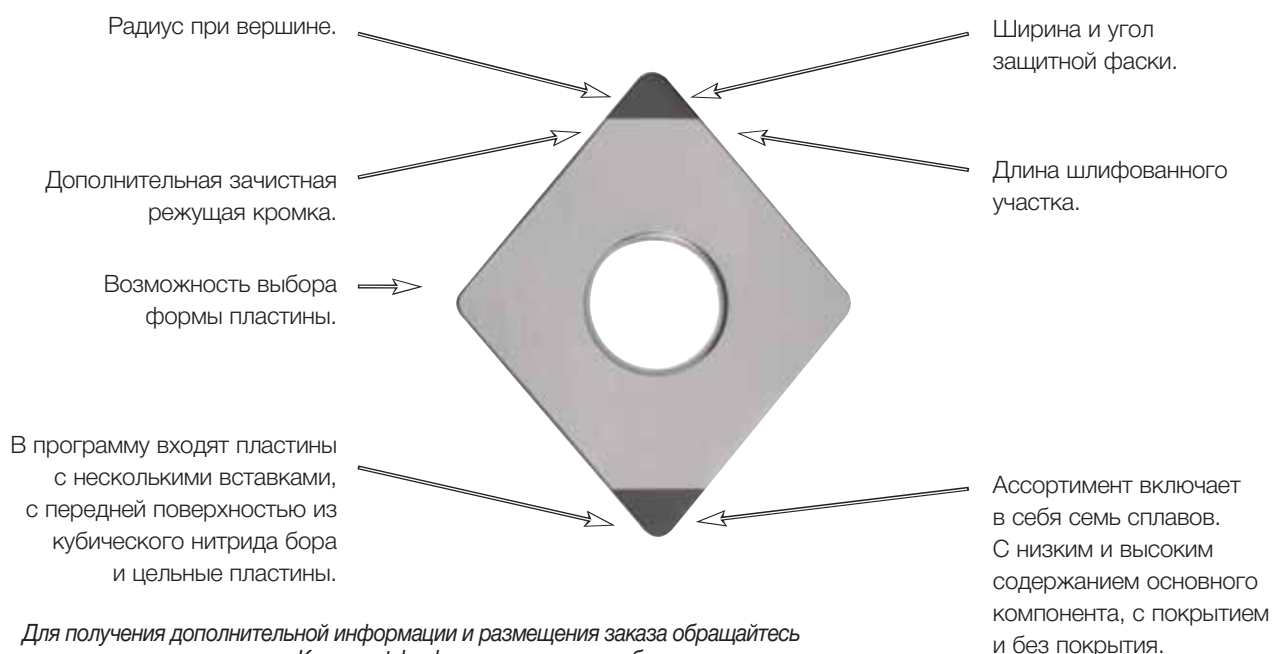 Радиус при вершине.
Дополнительная зачистная
режущая кромка.
Возможность выбора
формы пластины.
В программу входят пластины
с несколькими вставками,
с передней поверхностью из
кубического нитрида бора
и цельные пластины.
Ширина и угол
защитной фаски.
Длина шлифованного
участка.
Ассортимент включает
в себя семь сплавов.
С низким и высоким
содержанием основного
компонента, с покрытием
и без покрытия.
Для получения дополнительной информации и размещения заказа обращайтесь